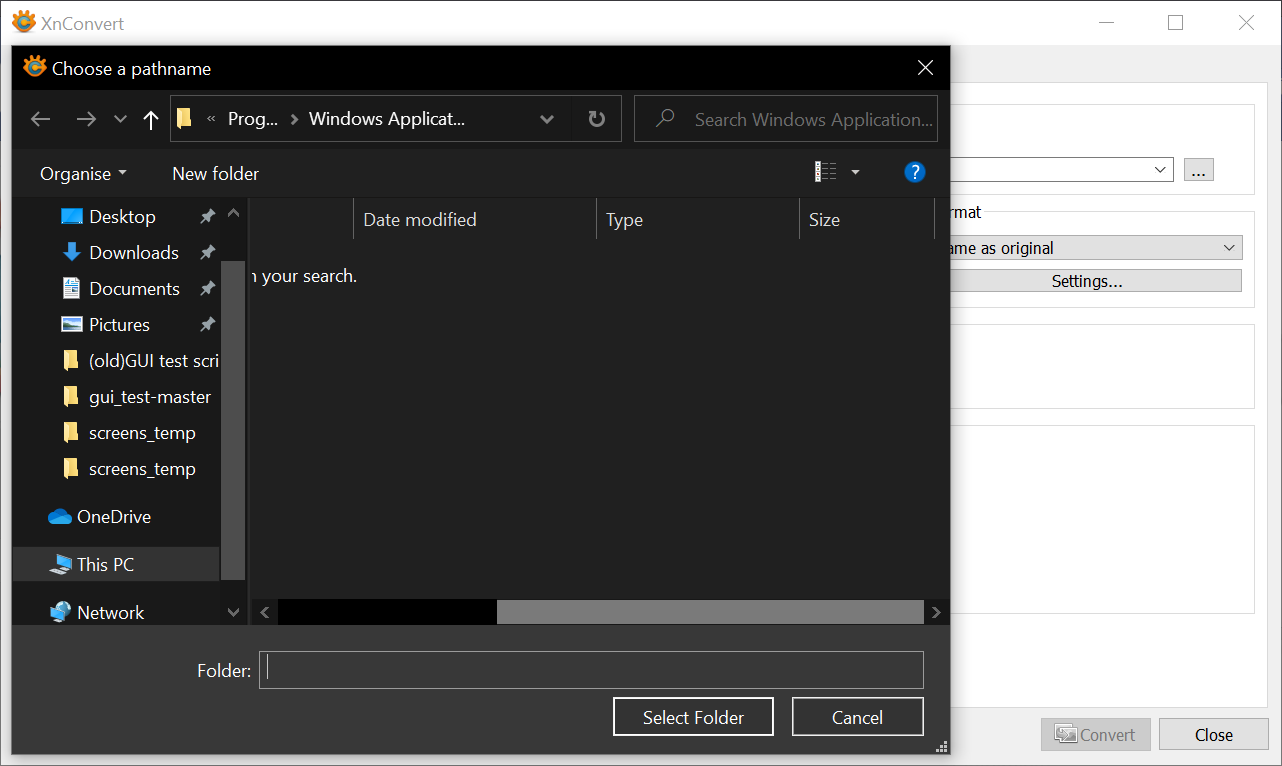 XnConvert
Choose a pathname
« Prog... Windows Applicat...
Search Windows Application...
Organise
New folder
?
Desktop
Downloads
Documents
Pictures
(old)GUI test scri
gui_test-master
screens_temp
screens_temp
OneDrive
This PC
Network
Date modified
Type
Size
your search.
Folder:
Select Folder
Cancel
...
rmat
ame as original
Settings...
Convert
Close